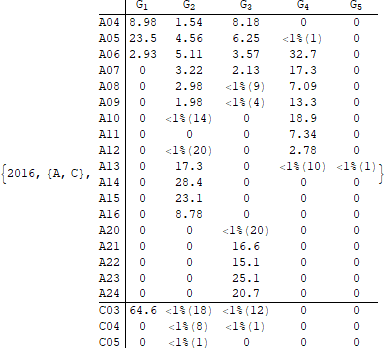 G1 G2 G3 G4 G5
A04 8.98 1.54 8.18 0 0
A05 23.5 4.56 6.25 <1%(1) 0
A06 2.93 5.11 3.57 32.7 0
A07 0 3.22 2.13 17.3 0
A08 0 2.98 <1%(9) 7.09 0
A09 0 1.98 <1%(4) 13.3 0
A10 0 <1%(14) 0 18.9 0
A11 0 0 0 7.34 0
A12 0 <1%(20) 0 2.78 0
{2016, {A, C}, A13 0 17.3 0 <1%(10) <1%(1)}
A14 0 28.4 0 0 0
A15 0 23.1 0 0 0
A16 0 8.78 0 0 0
A20 0 0 <1%(20) 0 0
A21 0 0 16.6 0 0
A22 0 0 15.1 0 0
A23 0 0 25.1 0 0
A24 0 0 20.7 0 0
C03 64.6 <1%(18) <1%(12) 0 0
C04 0 <1%(8) <1%(1) 0 0
C05 0 <1%(1) 0 0 0